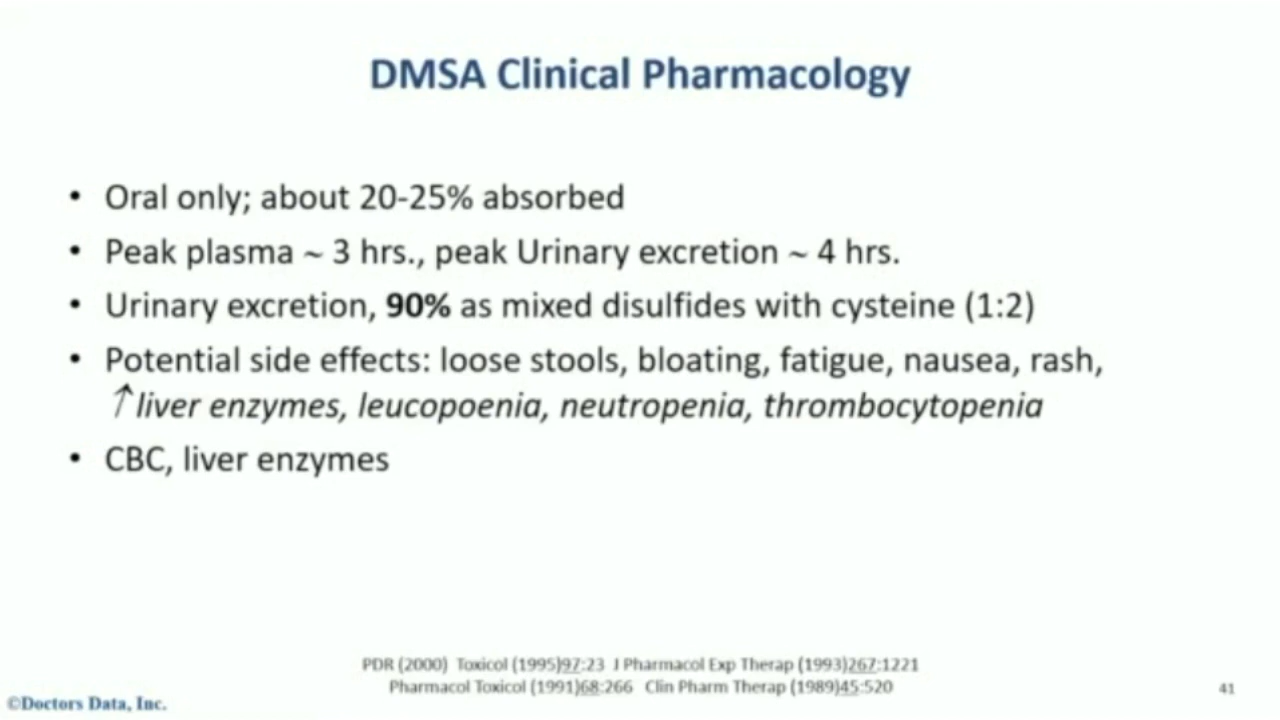 DMSA Clinical Pharmacology
• Oral only; about 20-25% absorbed
• Peak plasma ~ 3 hrs., peak Urinary excretion ~ 4 hrs.
• Urinary excretion, 90% as mixed disulfides with cysteine (1:2)
• Potential side effects: loose stools, bloating, fatigue, nausea, rash,
↑liver enzymes, leucopoenia, neutropenia, thrombocytopenia
• CBC, liver enzymes
PDR (2000) Toxicol (1995)97:23 J Pharmacol Exp Therap (1993)267:1221
Pharmacol Toxicol (1991)68:266 Clin Pharm Therap (1989)45:520
©Doctors Data, Inc.
41